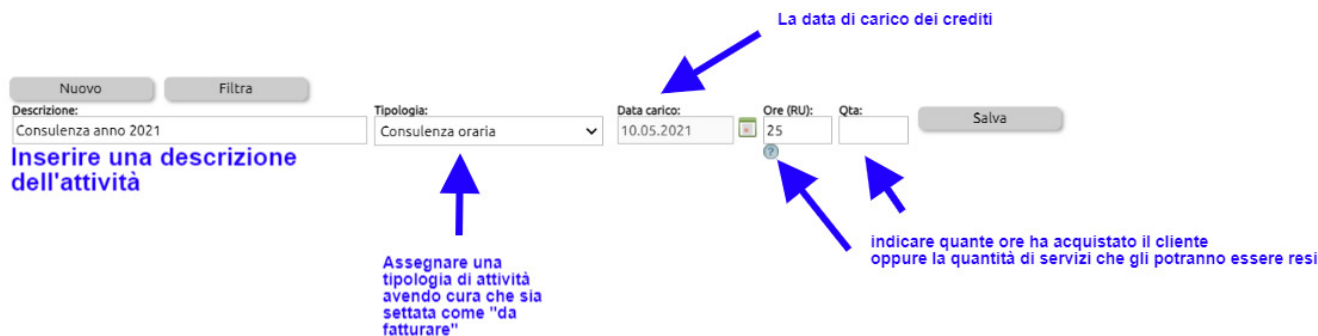 La data di carico dei crediti
Nuovo Filtra
Descrizione: Tipologia: Data carico: Ore (RU): Qta:
Consulenza anno 2021 Consulenza oraria 10.05.2021 25 Salva
?
Inserire una descrizione
dell'attività
indicare quante ore ha acquistato il cliente
oppure la quantità di servizi che gli potranno essere resi
Assegnare una
tipologia di attività
avendo cura che sia
settata come "da
fatturare"